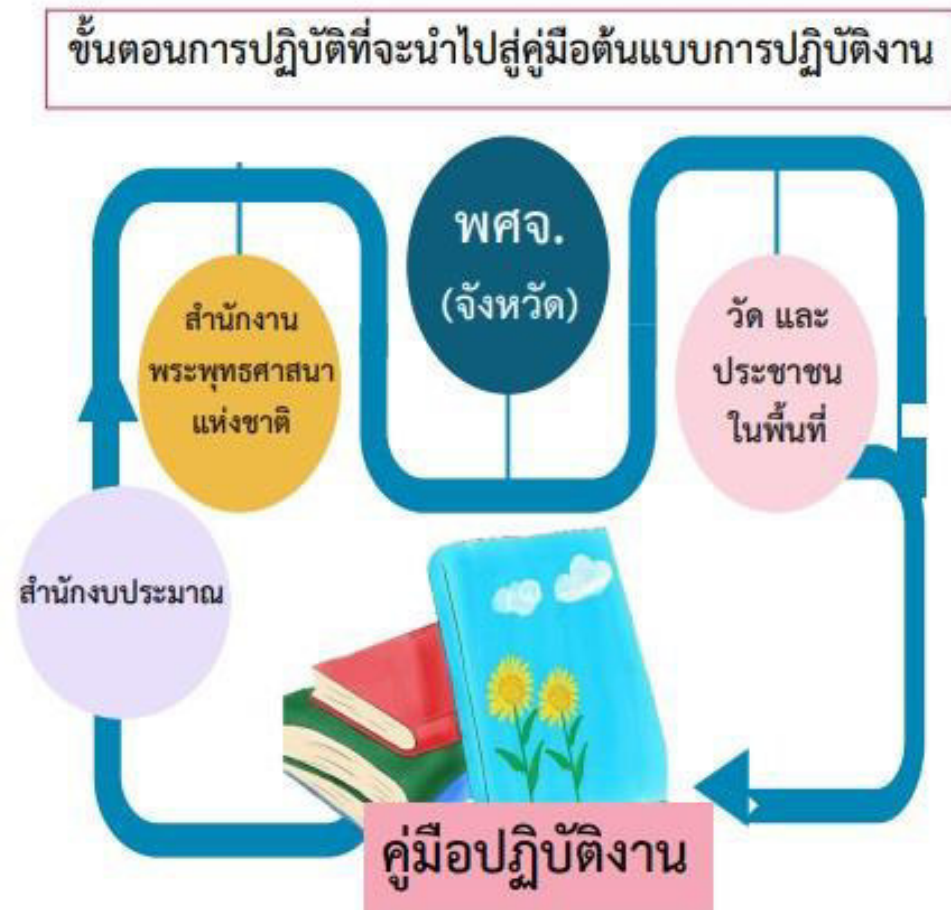 ขั้นตอนการปฏิบัติที่จะนำไปสู่คู่มือต้นแบบการปฏิบัติงาน
พศจ.
(จังหวัด)
สำนักงาน
พระพุทธศาสนา
แห่งชาติ
วัด และ
ประชาชน
ในพื้นที่
สำนักงบประมาณ
คู่มือปฏิบัติงาน